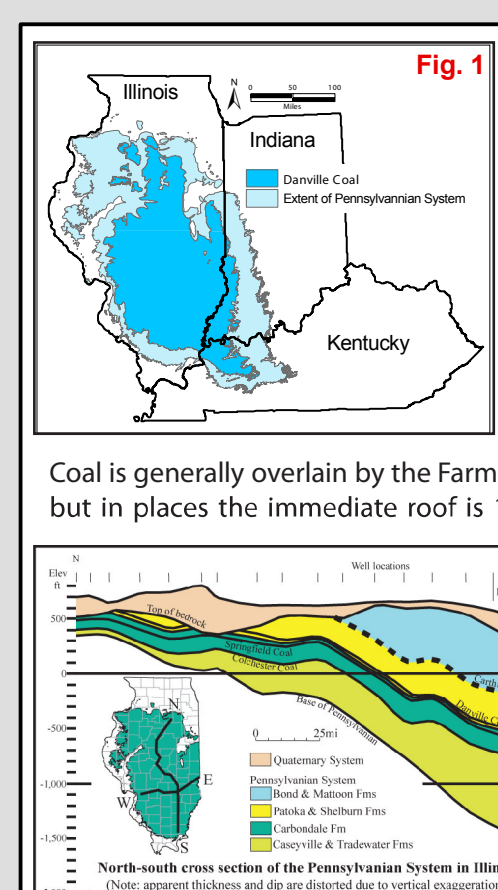 Fig. 1
Illinois
N
0 50 100
Miles
Indiana
Danville Coal
Extent of Pennsylvannian System
Kentucky
Coal is generally overlain by the Farm
but in places the immediate roof is
N
Elev
ft
Well locations
500
Top of bedrock
Springfield Coal
Colchester Coal
Carth
0
Danville C
Base of Pennsylvanian
N
0 25mi
-500
Quaternary System
Pennsylvanian System
E
Bond & Mattoon Fms
-1,000
W
Patoka & Shelburn Fms
Carbondale Fm
-1,500
S
Caseyville & Tradewater Fms
North-south cross section of the Pennsylvanian System in Illin
(Note: apparent thickness and dip are distorted due to vertical exaggeration